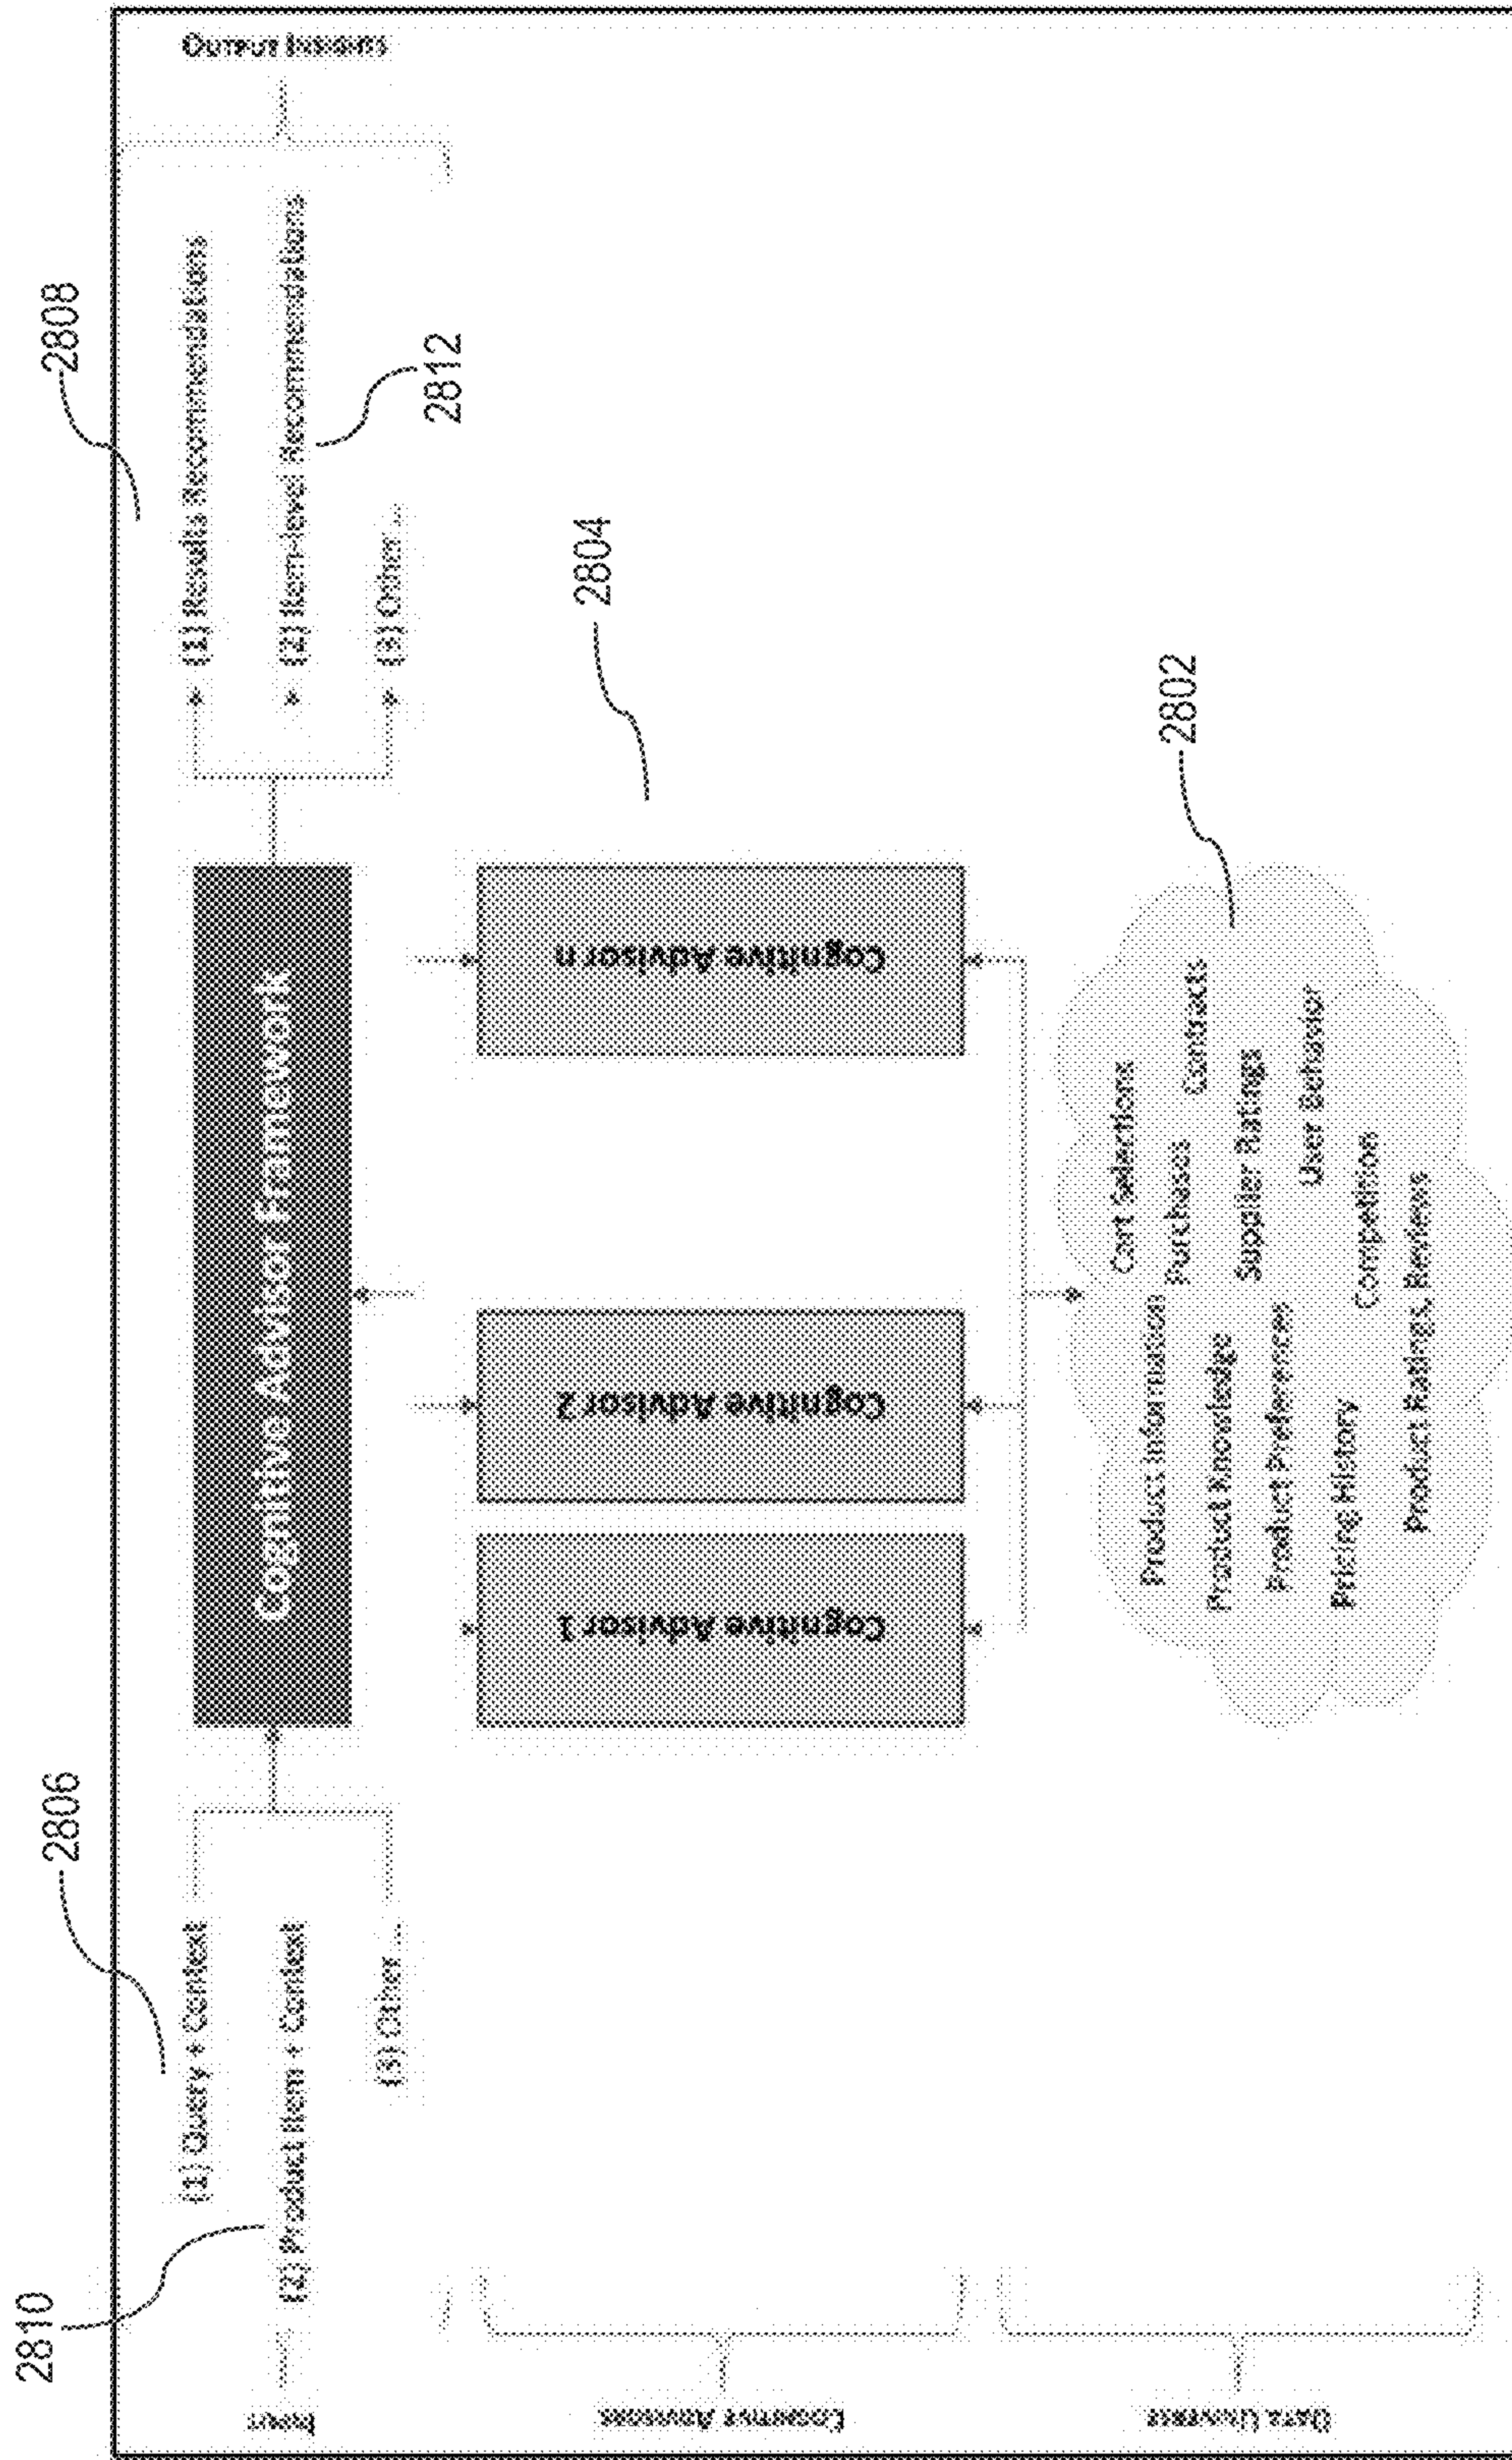 2810
2806
2808
(1) Query + Context
(2) Product Item + Context
(3) Other ...
Input
Cognitive Advisor Framework
(1) Results Recommendations
(2) Item-level Recommendations
(3) Other ...
2812
Output Insights
2804
Cognitive Advisors
Cognitive Advisor 1
Cognitive Advisor 2
Cognitive Advisor n
2802
Data Universe
Cart Selections
Product Information
Purchases
Contracts
Product Knowledge
Supplier Ratings
Product Preferences
User Behavior
Pricing History
Competition
Product Ratings, Reviews